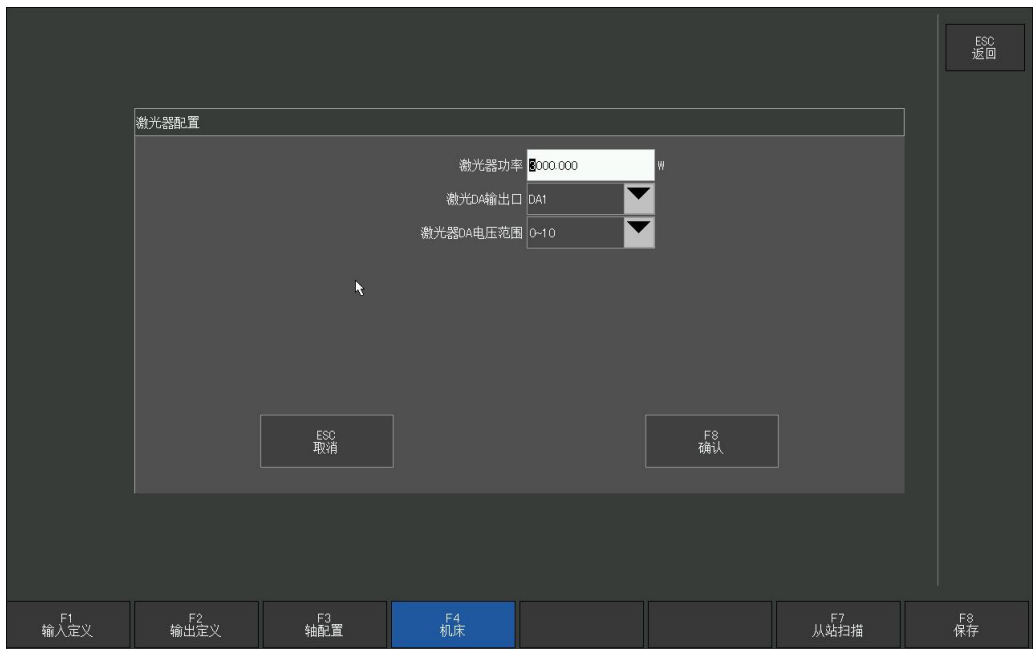 ESC
返回
激光器配置
激光器功率 3000.000 W
激光DA输出口 DA1
激光器DA电压范围 0~10
ESC
取消
F8
确认
F1
输入定义
F2
输出定义
F3
轴配置
F4
机床
F7
从站扫描
F8
保存